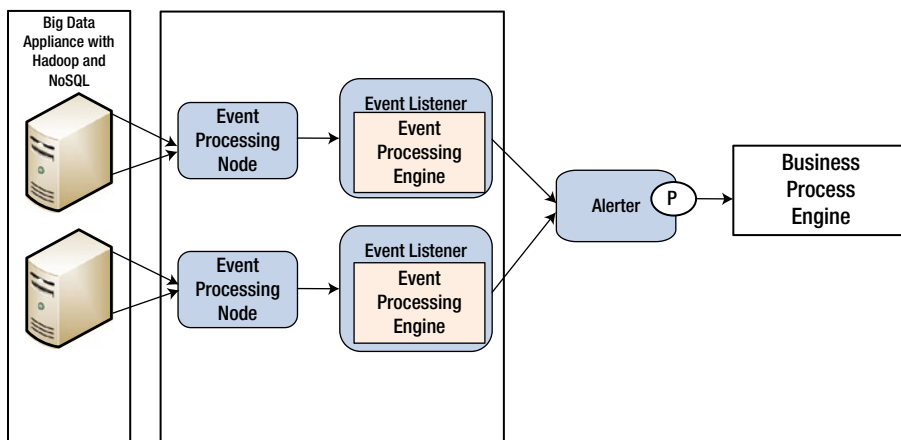 Big Data
Appliance with
Hadoop and
NoSQL
Event
Processing
Node
Event Listener
Event
Processing
Engine
Event
Processing
Node
Event Listener
Event
Processing
Engine
Alerter
P
Business
Process
Engine